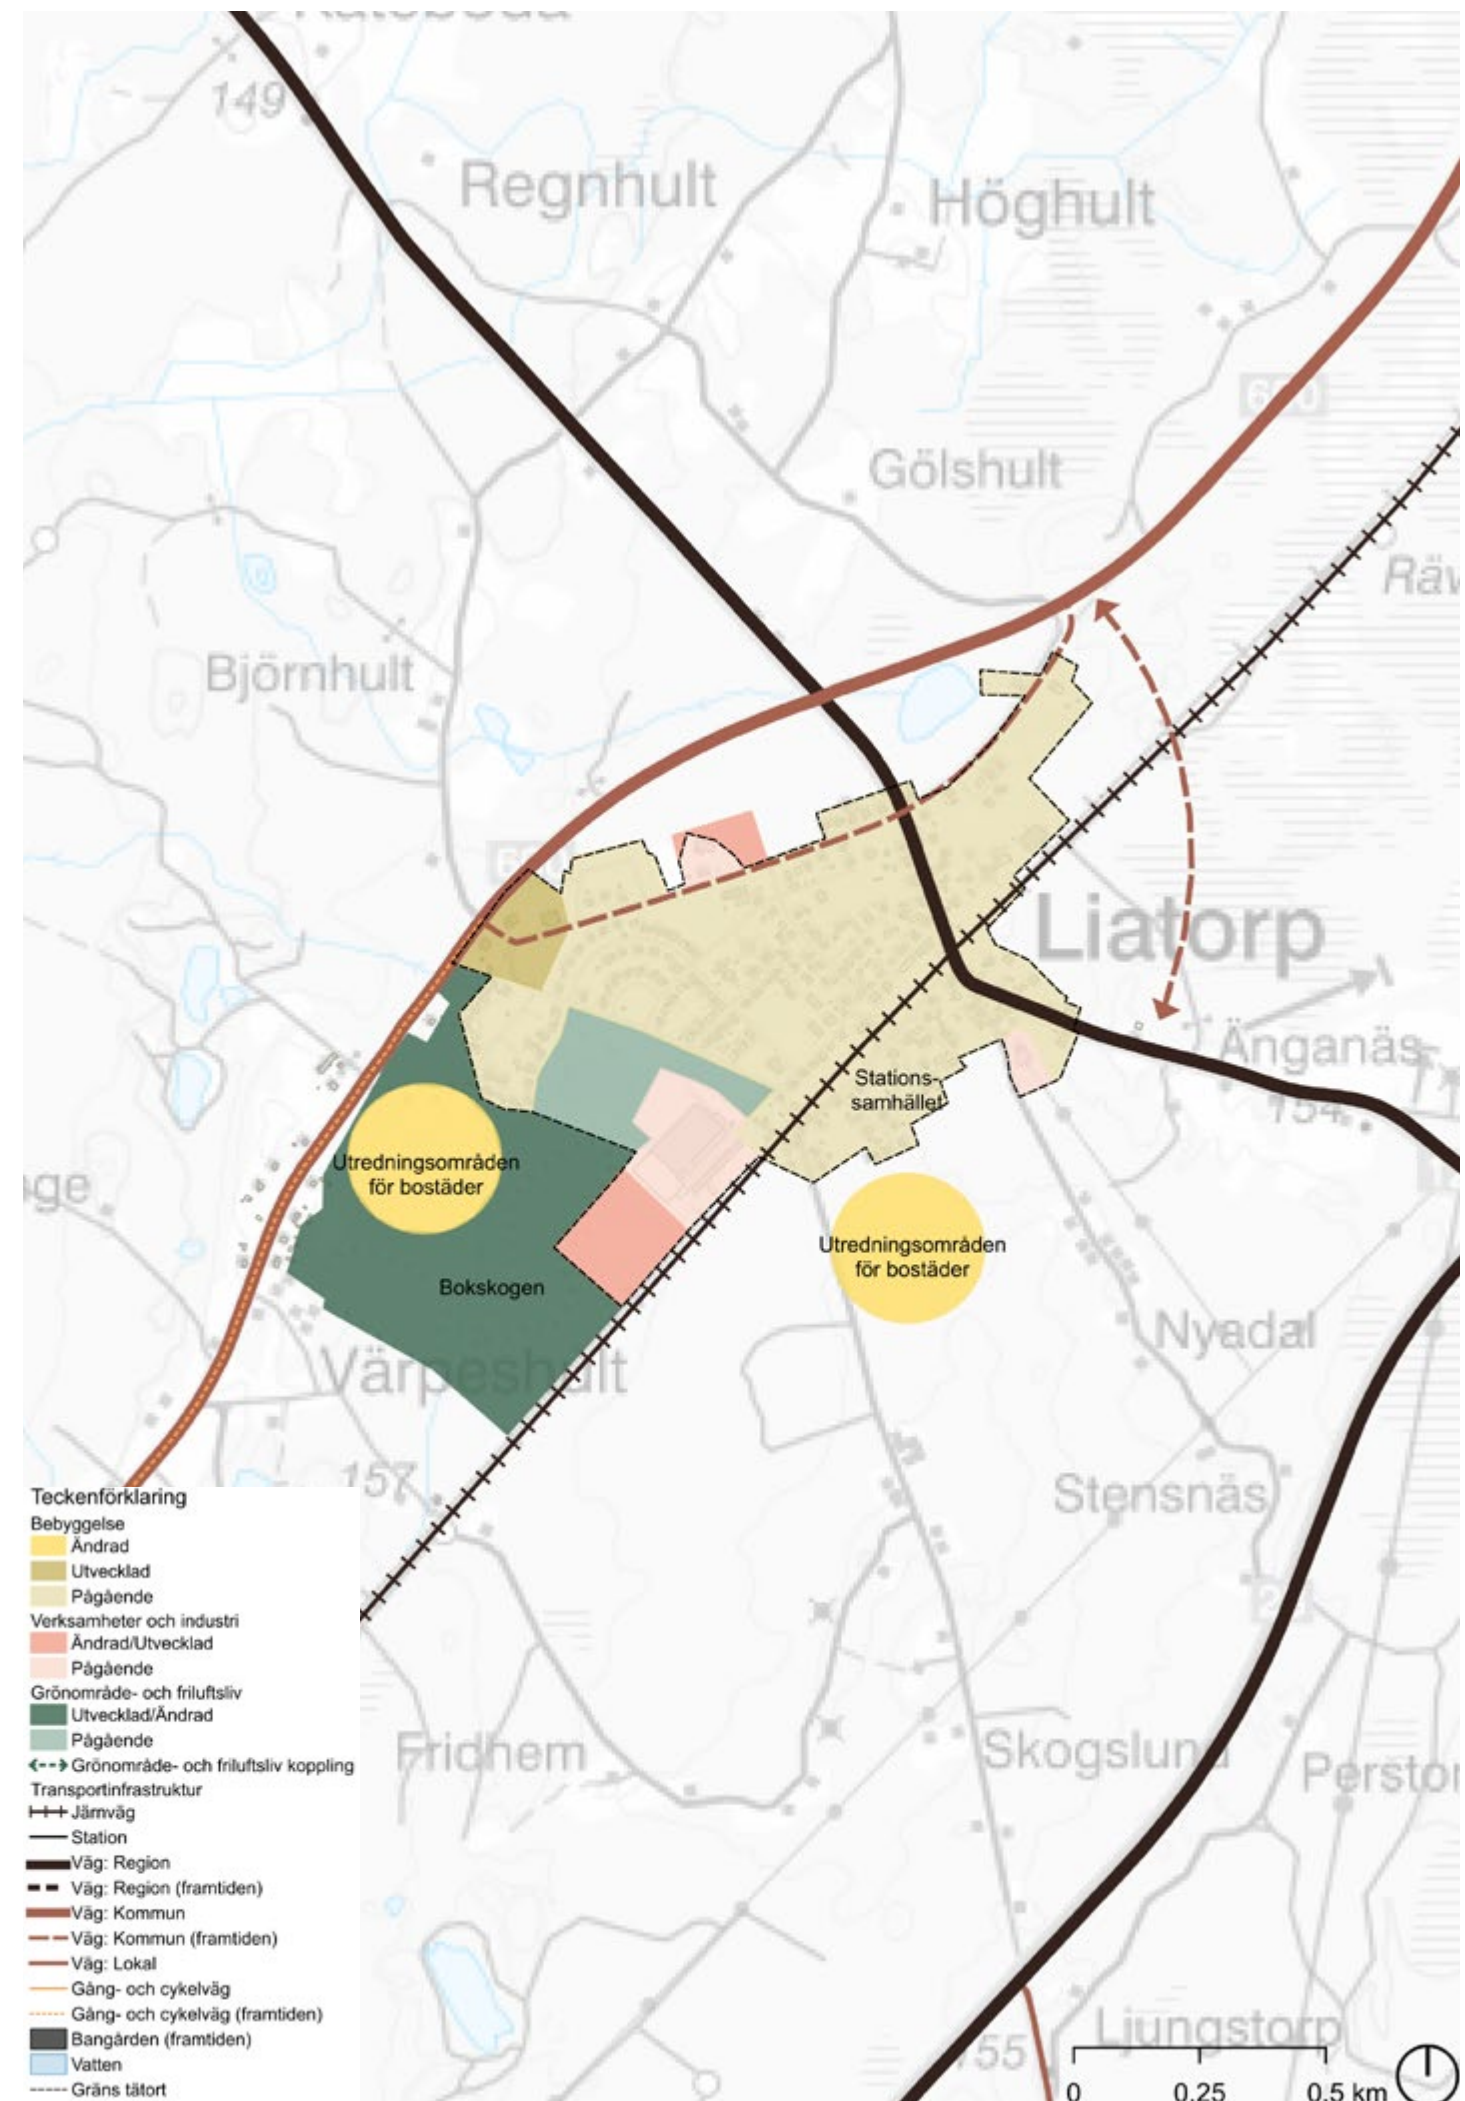 149
Regnhult
Höghult
Gölshult
Björnhult
Liatorp
Änganäs
154
Stations-
samhället
Utredningsområden
för bostäder
Utredningsområden
för bostäder
Bokskogen
Nyadal
Värpeshult
157
Stensnäs
Fridhem
Skogslund
Ljungstorp
155
0 0.25 0.5 km
Teckenförklaring
Bebyggelse
Ändrad
Utvecklad
Pågående
Verksamheter och industri
Ändrad/Utvecklad
Pågående
Grönområde- och friluftsliv
Utvecklad/Ändrad
Pågående
Grönområde- och friluftsliv koppling
Transportinfrastruktur
Järnväg
Station
Väg: Region
Väg: Region (framtiden)
Väg: Kommun
Väg: Kommun (framtiden)
Väg: Lokal
Gång- och cykelväg
Gång- och cykelväg (framtiden)
Bangården (framtiden)
Vatten
Gräns tätort